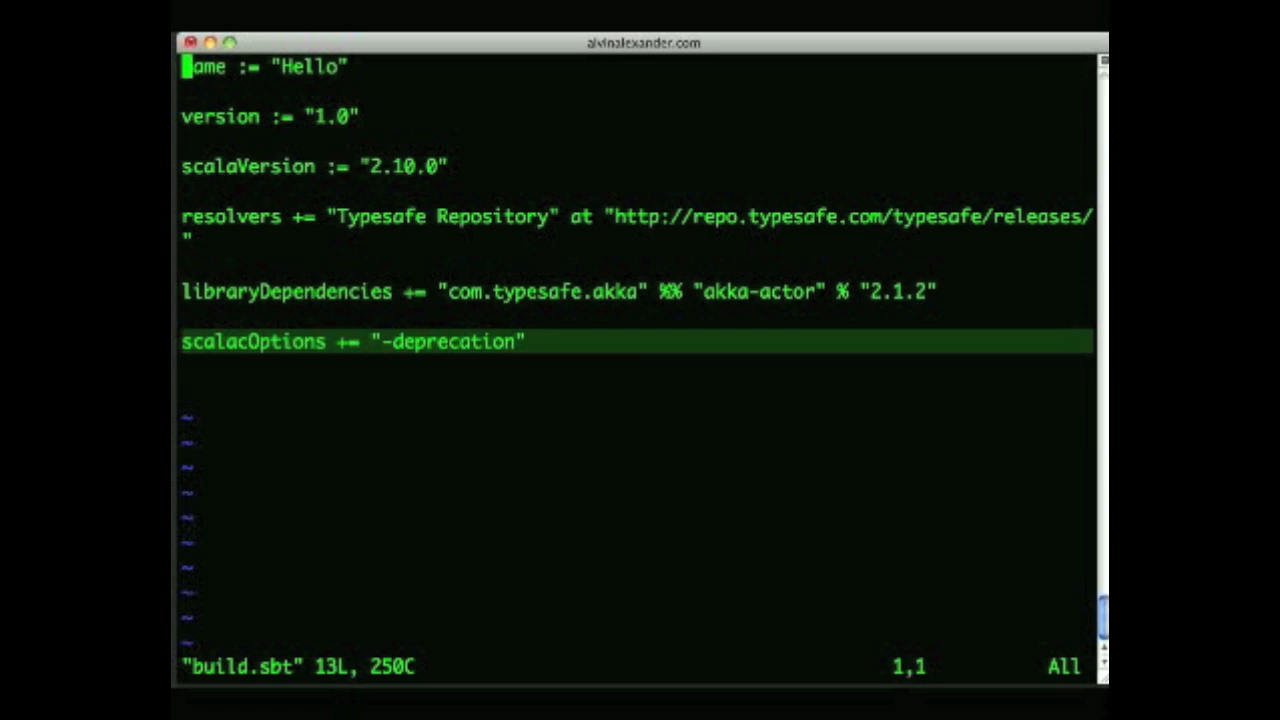 alvinalexander.com
name := "Hello"
version := "1.0"
scalaVersion := "2.10.0"
resolvers += "Typesafe Repository" at "http://repo.typesafe.com/typesafe/releases/
"
libraryDependencies += "com.typesafe.akka" %% "akka-actor" % "2.1.2"
scalacOptions += "-deprecation"
~
~
~
~
~
~
~
~
~
~
"build.sbt" 13L, 250C 1,1 All